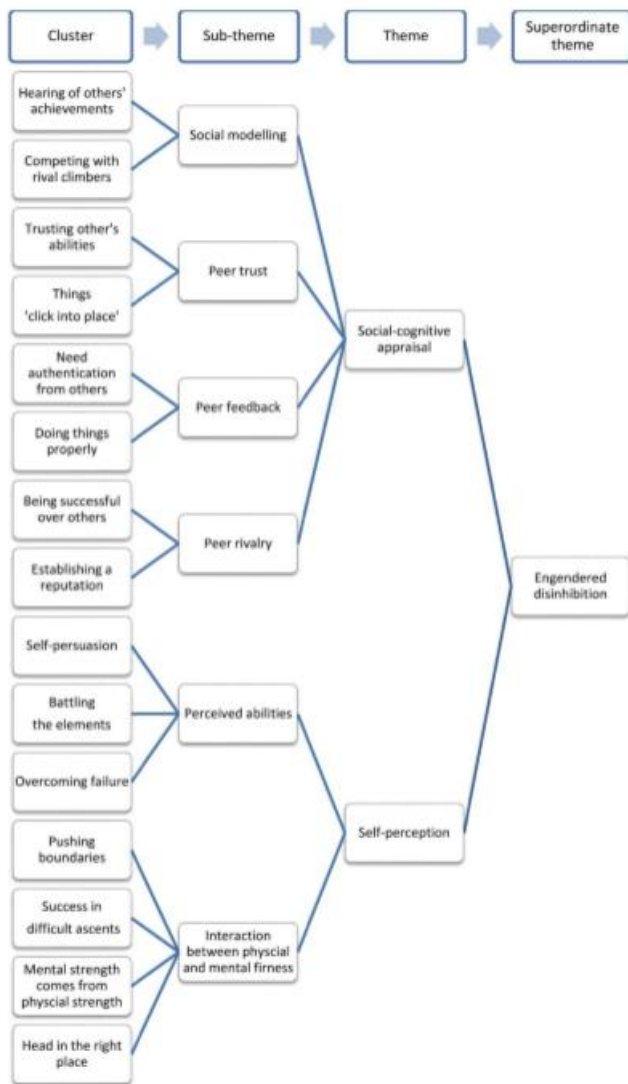 Cluster
Sub-theme
Theme
Superordinate
theme
Hearing of others'
achievements
Competing with
rival climbers
Social modelling
Trusting other's
abilities
Things
'click into place'
Peer trust
Need
authentication
from others
Doing things
properly
Peer feedback
Being successful
over others
Establishing a
reputation
Peer rivalry
Social-cognitive
appraisal
Self-persuasion
Battling
the elements
Overcoming failure
Perceived abilities
Pushing
boundaries
Success in
difficult ascents
Mental strength
comes from
physcial strength
Head in the right
place
Interaction
between physcial
and mental firness
Self-perception
Engendered
disinhibition